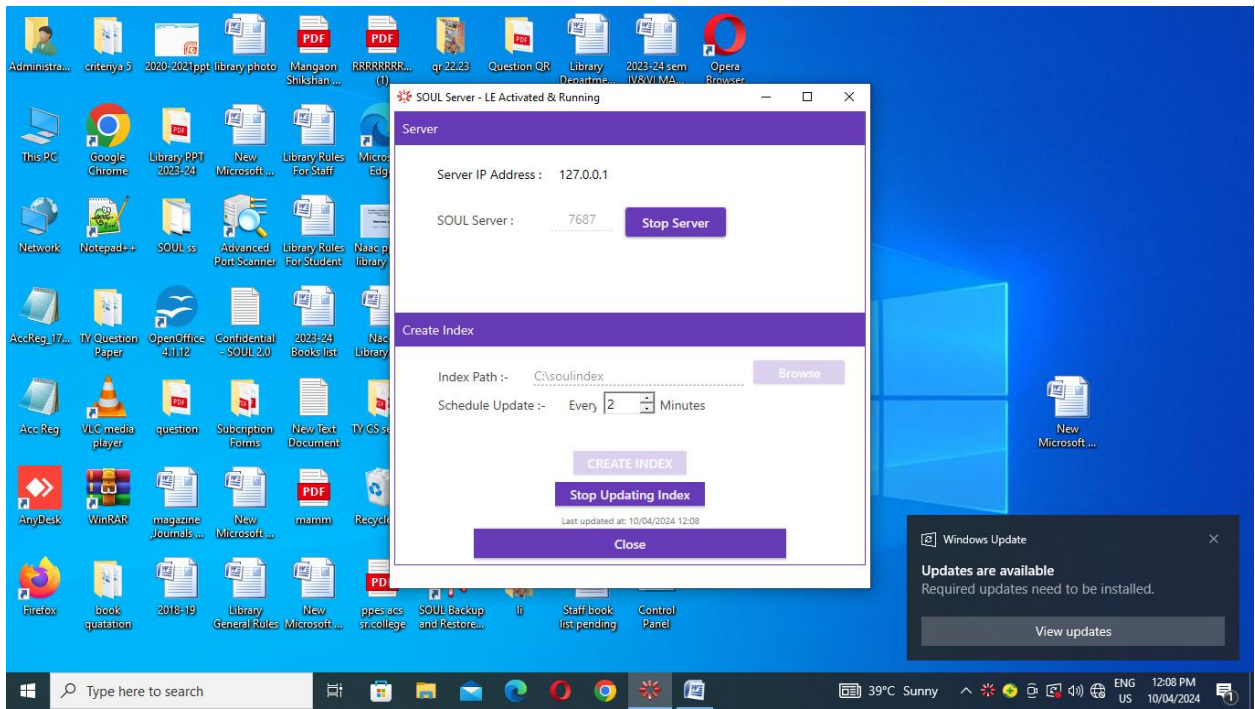 Administra...
criteriya 5
2020-2021ppt
library photo
Mangaon Shikshan ...
RRRRRRRR... (1)
qr 22.23
Question QR
Library Departme...
2023-24 sem IV&VI MA...
Opera Browser
This PC
Google Chrome
Library PPT 2023-24
New Microsoft ...
Library Rules For Staff
Network
Notepad++
SOUL ss
Advanced Port Scanner
Library Rules For Student
AccReg_17...
TY Question Paper
OpenOffice 4.1.12
Confidential - SOUL 2.0
2023-24 Books list
Acc Reg
VLC media player
question
Subcription Forms
New Text Document
AnyDesk
WinRAR
magazine ,Journals ...
New Microsoft ...
mamm
Firefox
book quatation
2018-19
Library General Rules
New Microsoft ...
ppes acs sr.college
SOUL Backup and Restore...
li
Staff book list pending
Control Panel
New Microsoft ...
SOUL Server - LE Activated & Running
Server
Server IP Address : 127.0.0.1
SOUL Server : 7687 Stop Server
Create Index
Index Path :- C:\soulindex Browse
Schedule Update :- Every 2 Minutes
CREATE INDEX
Stop Updating Index
Last updated at: 10/04/2024 12:08
Close
Windows Update
Updates are available
Required updates need to be installed.
View updates
Type here to search
39°C Sunny
ENG US
12:08 PM
10/04/2024
1